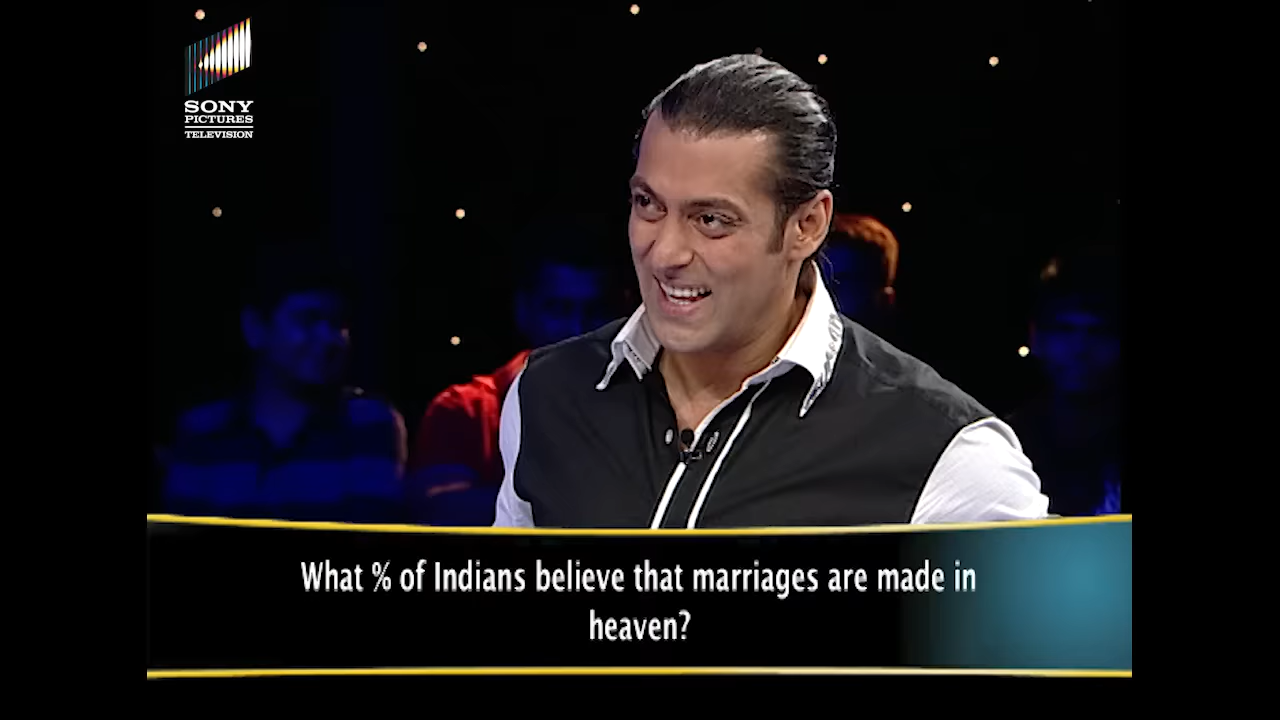 SONY
PICTURES
TELEVISION
What % of Indians believe that marriages are made in
heaven?